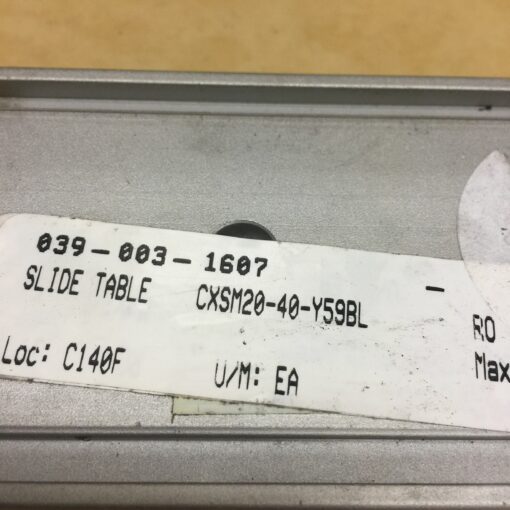 039-003-1607 -
SLIDE TABLE CXSM20-40-Y59BL
RO
Loc: C140F U/M: EA Max